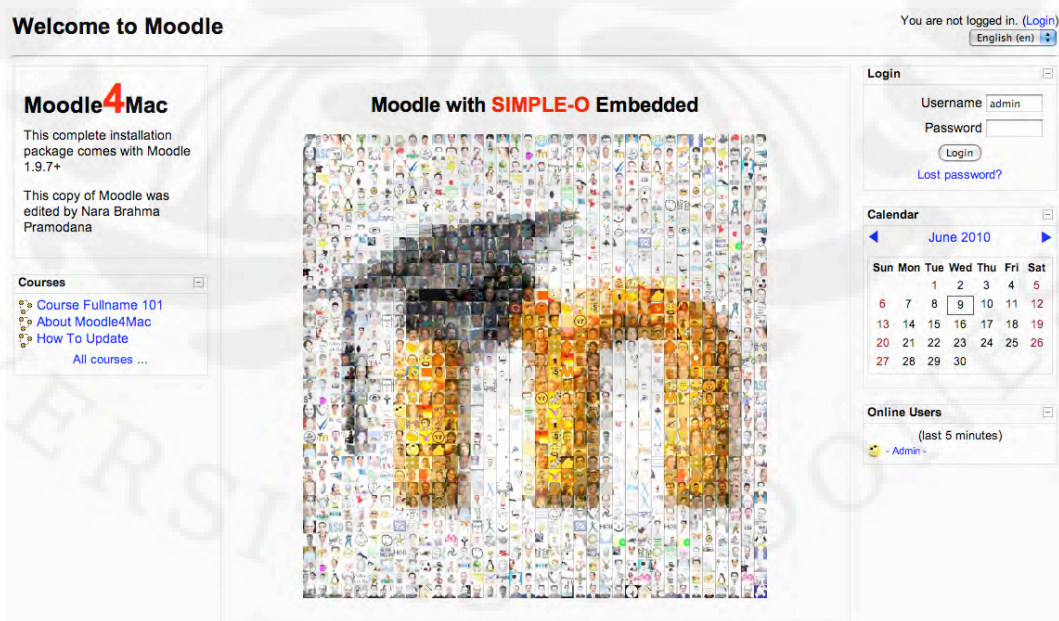 Welcome to Moodle
You are not logged in. (Login)
English (en)
Moodle4Mac
This complete installation
package comes with Moodle
1.9.7+
This copy of Moodle was
edited by Nara Brahma
Pramodana
Courses
Course Fullname 101
About Moodle4Mac
How To Update
All courses ...
Moodle with SIMPLE-O Embedded
Login
Username admin
Password
Login
Lost password?
Calendar
June 2010
Sun Mon Tue Wed Thu Fri Sat
1 2 3 4 5
6 7 8 9 10 11 12
13 14 15 16 17 18 19
20 21 22 23 24 25 26
27 28 29 30
Online Users
(last 5 minutes)
- Admin -